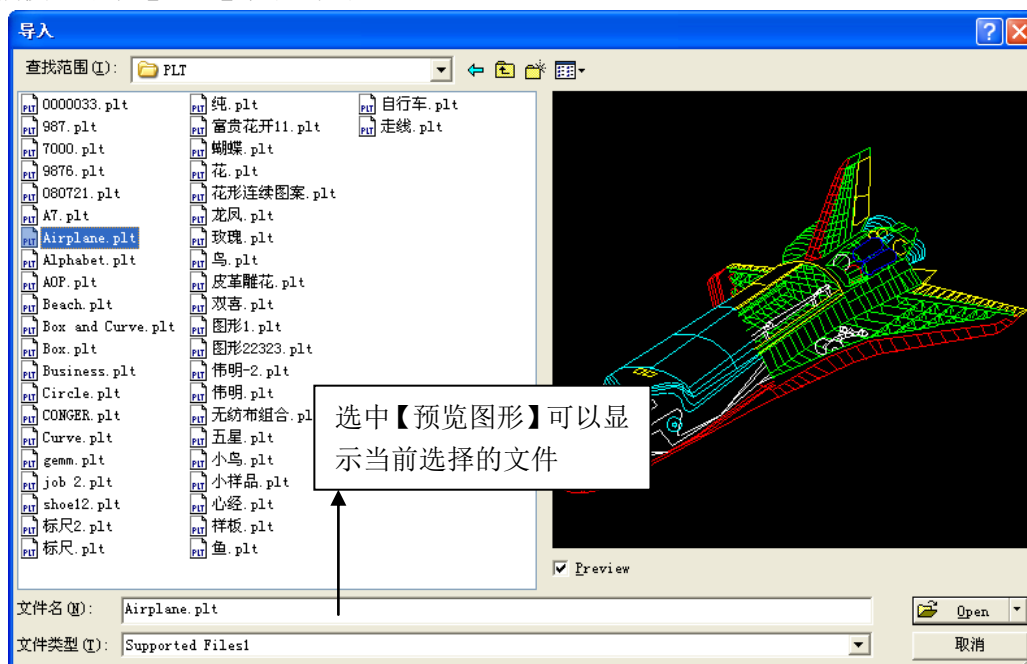 导入
查找范围(I):
PLT
0000033.plt
987.plt
7000.plt
9876.plt
080721.plt
A7.plt
Airplane.plt
Alphabet.plt
AOP.plt
Beach.plt
Box and Curve.plt
Box.plt
Business.plt
Circle.plt
CONGER.plt
Curve.plt
gemm.plt
job 2.plt
shoe12.plt
标尺2.plt
标尺.plt
纯.plt
富贵花开11.plt
蝴蝶.plt
花.plt
花形连续图案.plt
龙凤.plt
玫瑰.plt
鸟.plt
皮革雕花.plt
双喜.plt
图形1.plt
图形22323.plt
伟明-2.plt
伟明.plt
无纺布组合.pl
五星.plt
小鸟.plt
小样品.plt
心经.plt
样板.plt
鱼.plt
自行车.plt
走线.plt
选中【预览图形】可以显
示当前选择的文件
Preview
文件名(N):
Airplane.plt
Open
文件类型(T):
Supported Files1
取消